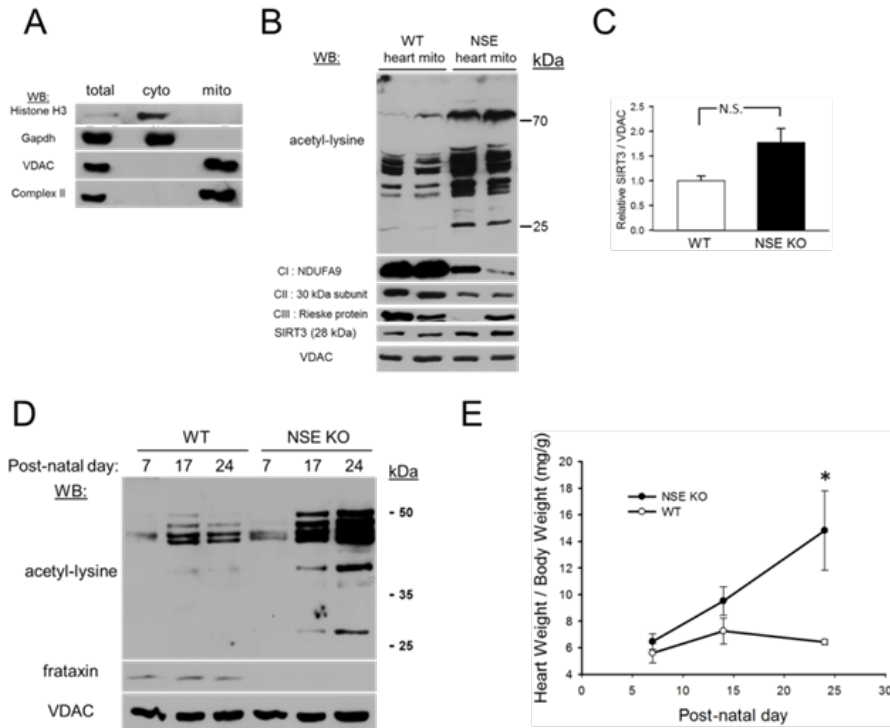 A
WB: total cyto mito
Histone H3
Gapdh
VDAC
Complex II
B
WT NSE
WB: heart mito heart mito kDa
acetyl-lysine
70
25
CI : NDUFA9
CII : 30 kDa subunit
CIII : Rieske protein
SIRT3 (28 kDa)
VDAC
C
Relative SIRT3 / VDAC
2.5
2.0
1.5
1.0
0.5
0.0
N.S.
WT NSE KO
D
WT NSE KO
Post-natal day: 7 17 24 7 17 24 kDa
WB:
acetyl-lysine
- 50
- 35
- 25
frataxin
VDAC
E
Heart Weight / Body Weight (mg/g)
20
18
16
14
12
10
8
6
4
NSE KO
WT
*
0 5 10 15 20 25 30
Post-natal day